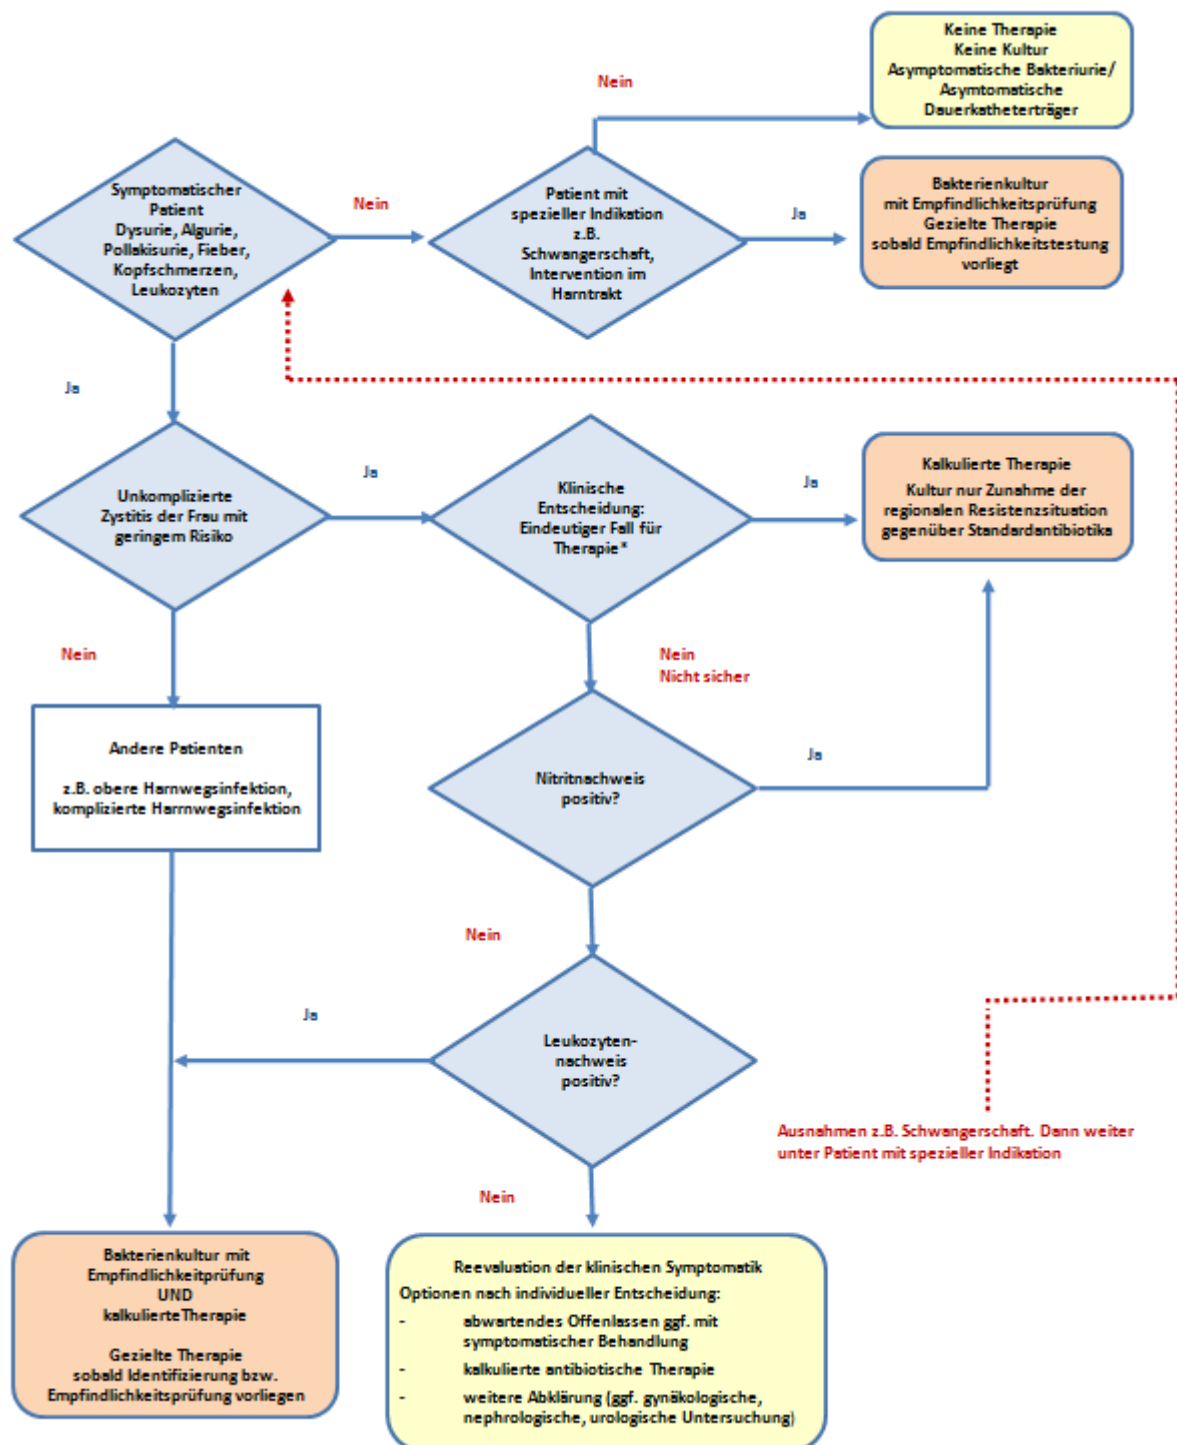 Keine Therapie
Keine Kultur
Asymptomatische Bakteriurie/
Asymtomatische
Dauerkatheterträger
Nein
Symptomatischer
Patient
Dysurie, Algurie,
Pollakisurie, Fieber,
Kopfschmerzen,
Leukozyten
Nein
Patient mit
spezieller Indikation
z.B.
Schwangerschaft,
Intervention im
Harntrakt
Ja
Bakterienkultur
mit Empfindlichkeitsprüfung
Gezielte Therapie
sobald Empfindlichkeitstestung
vorliegt
Ja
Unkomplizierte
Zystitis der Frau mit
geringem Risiko
Ja
Klinische
Entscheidung:
Eindeutiger Fall für
Therapie*
Ja
Kalkulierte Therapie
Kultur nur Zunahme der
regionalen Resistenzsituation
gegenüber Standardantibiotika
Nein
Nein
Nicht sicher
Andere Patienten
z.B. obere Harnwegsinfektion,
komplizierte Harrnwegsinfektion
Nitritnachweis
positiv?
Ja
Nein
Ja
Leukozyten-
nachweis
positiv?
Ausnahmen z.B. Schwangerschaft. Dann weiter
unter Patient mit spezieller Indikation
Nein
Bakterienkultur mit
Empfindlichkeitprüfung
UND
kalkulierteTherapie
Gezielte Therapie
sobald Identifizierung bzw.
Empfindlichkeitsprüfung vorliegen
Reevaluation der klinischen Symptomatik
Optionen nach individueller Entscheidung:
- abwartendes Offenlassen ggf. mit
symptomatischer Behandlung
- kalkulierte antibiotische Therapie
- weitere Abklärung (ggf. gynäkologische,
nephrologische, urologische Untersuchung)